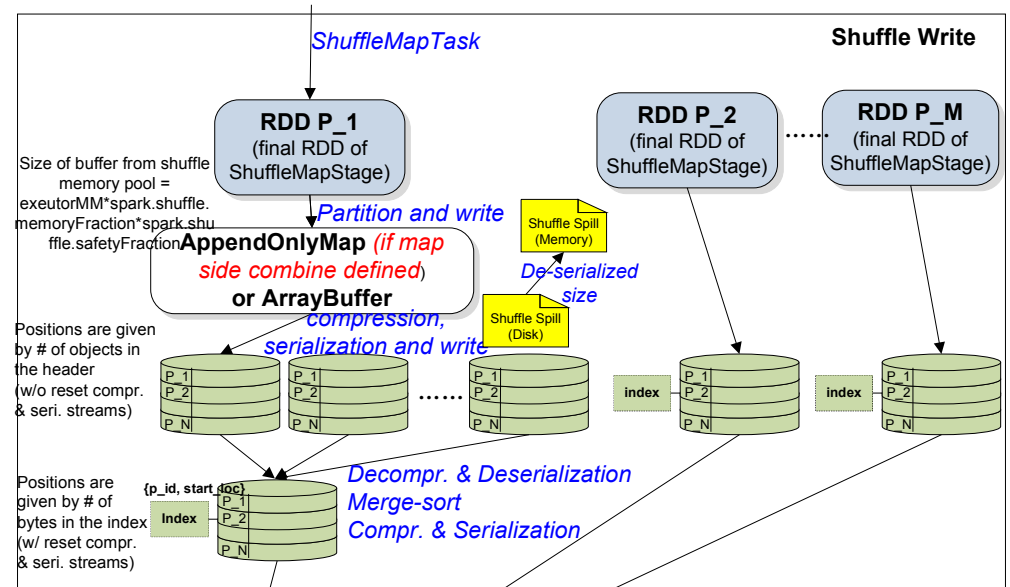 ShuffleMapTask
Shuffle Write
RDD P_1
(final RDD of
ShuffleMapStage)
RDD P_2
(final RDD of
ShuffleMapStage)
......
RDD P_M
(final RDD of
ShuffleMapStage)
Size of buffer from shuffle
memory pool =
exeutorMM*spark.shuffle.
memoryFraction*spark.shu
ffle.safetyFraction
Partition and write
AppendOnlyMap (if map
side combine defined)
or ArrayBuffer
Shuffle Spill
(Memory)
De-serialized
size
Shuffle Spill
(Disk)
compression,
serialization and write
Positions are given
by # of objects in
the header
(w/o reset compr.
& seri. streams)
P_1
P_2
P_N
P_1
P_2
P_N
......
P_1
P_2
P_N
index
P_1
P_2
P_N
index
P_1
P_2
P_N
Decompr. & Deserialization
Merge-sort
Compr. & Serialization
Positions are
given by # of
bytes in the index
(w/ reset compr.
& seri. streams)
{p_id, start_loc}
Index
P_1
P_2
P_N